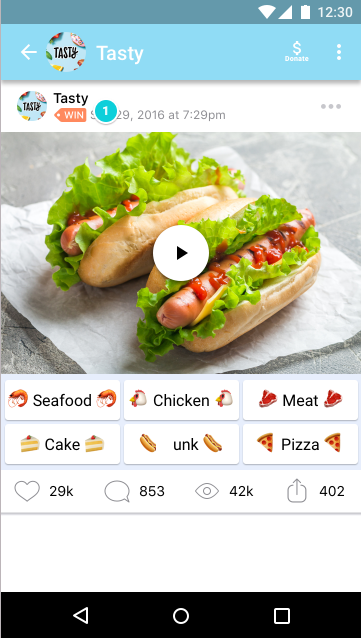 12:30
TASTY
Tasty
$
Donate
TASTY
Tasty
WIN
1
29, 2016 at 7:29pm
Seafood
Chicken
Meat
Cake
unk
Pizza
29k
853
42k
402